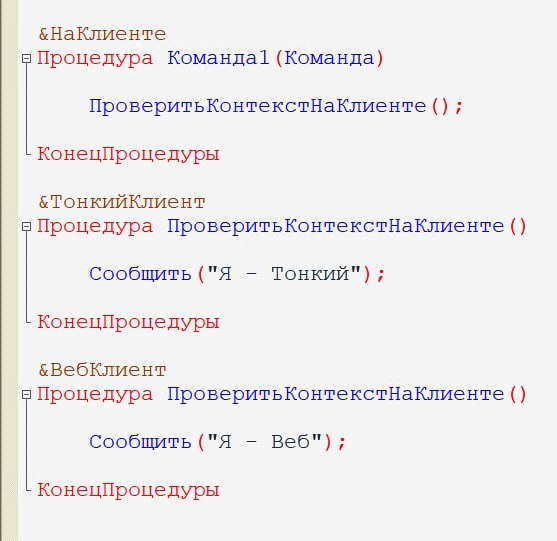 &НаКлиенте
Процедура Команда1(Команда)
ПроверитьКонтекстНаКлиенте();
КонецПроцедуры
&ТонкийКлиент
Процедура ПроверитьКонтекстНаКлиенте()
Сообщить("Я - Тонкий");
КонецПроцедуры
&ВебКлиент
Процедура ПроверитьКонтекстНаКлиенте()
Сообщить("Я - Веб");
КонецПроцедуры